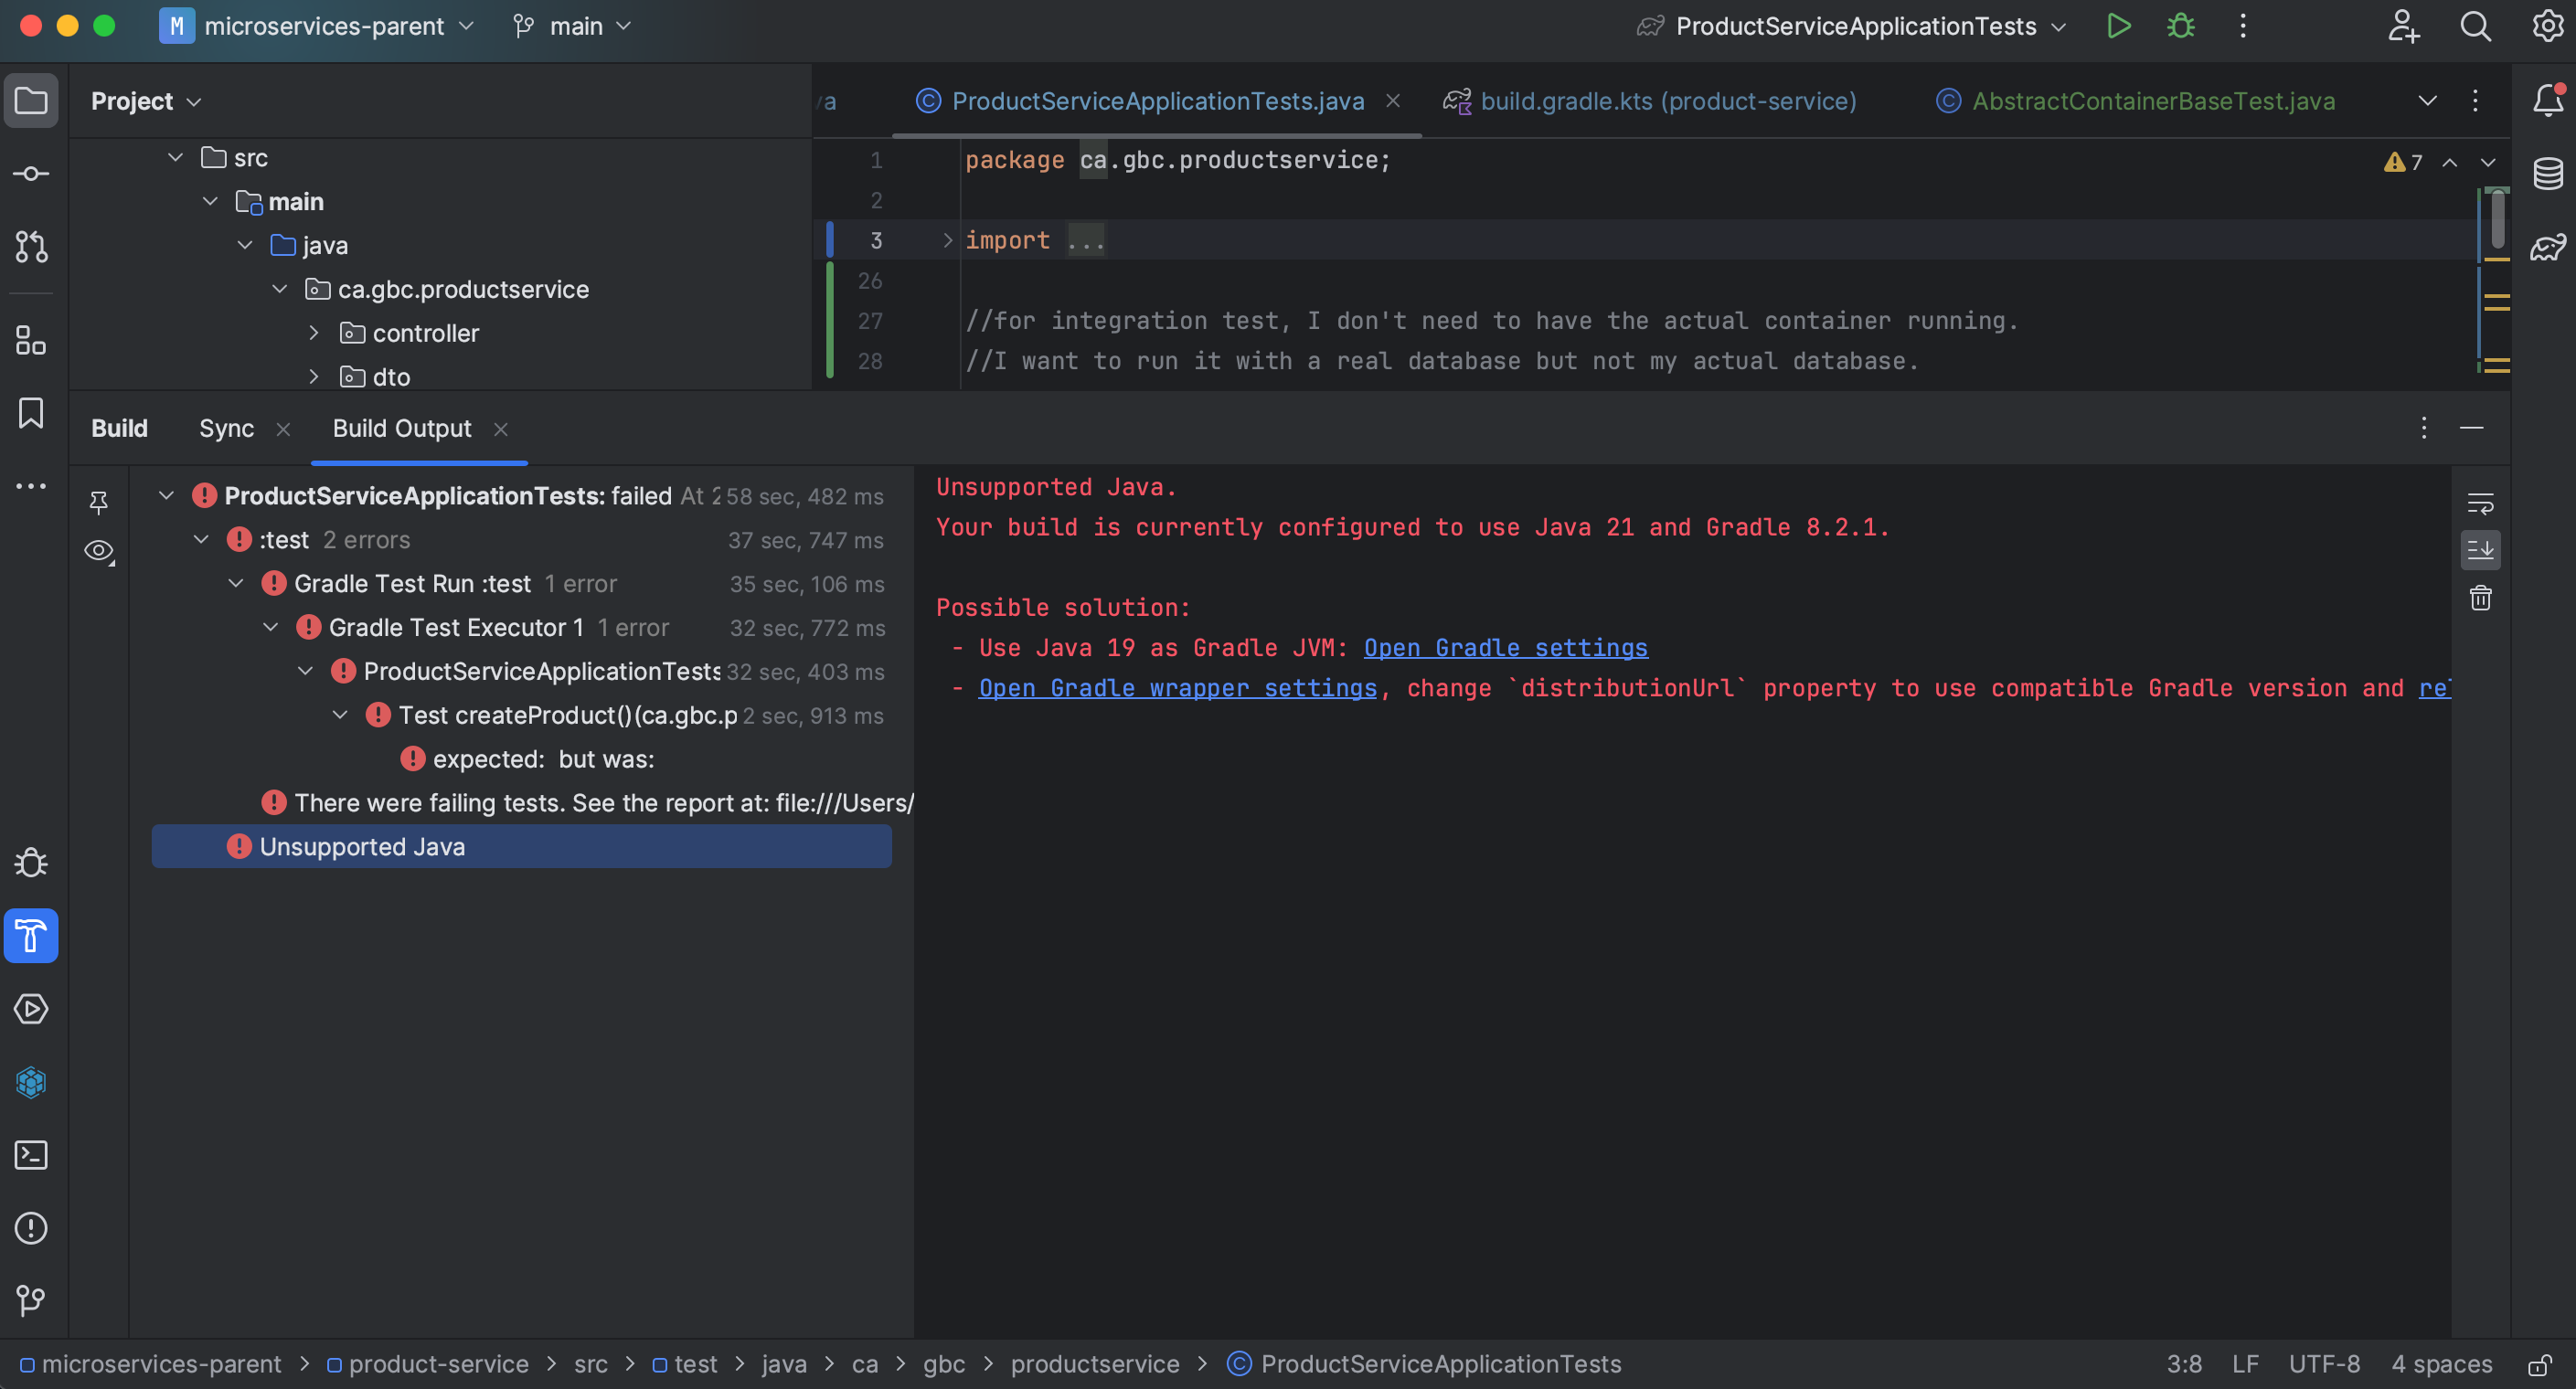 M microservices-parent main ProductServiceApplicationTests
Project
va ProductServiceApplicationTests.java build.gradle.kts (product-service) AbstractContainerBaseTest.java
src
main
java
ca.gbc.productservice
controller
dto
1 package ca.gbc.productservice;
7
2
3 import ...
26
27 //for integration test, I don't need to have the actual container running.
28 //I want to run it with a real database but not my actual database.
Build Sync Build Output
ProductServiceApplicationTests: failed At 2 58 sec, 482 ms
:test 2 errors 37 sec, 747 ms
Gradle Test Run :test 1 error 35 sec, 106 ms
Gradle Test Executor 1 1 error 32 sec, 772 ms
ProductServiceApplicationTests 32 sec, 403 ms
Test createProduct()(ca.gbc.p 2 sec, 913 ms
expected: but was:
There were failing tests. See the report at: file:///Users/
Unsupported Java
Unsupported Java.
Your build is currently configured to use Java 21 and Gradle 8.2.1.
Possible solution:
- Use Java 19 as Gradle JVM: Open Gradle settings
- Open Gradle wrapper settings, change `distributionUrl` property to use compatible Gradle version and rel
microservices-parent > product-service > src > test > java > ca > gbc > productservice > ProductServiceApplicationTests
3:8 LF UTF-8 4 spaces